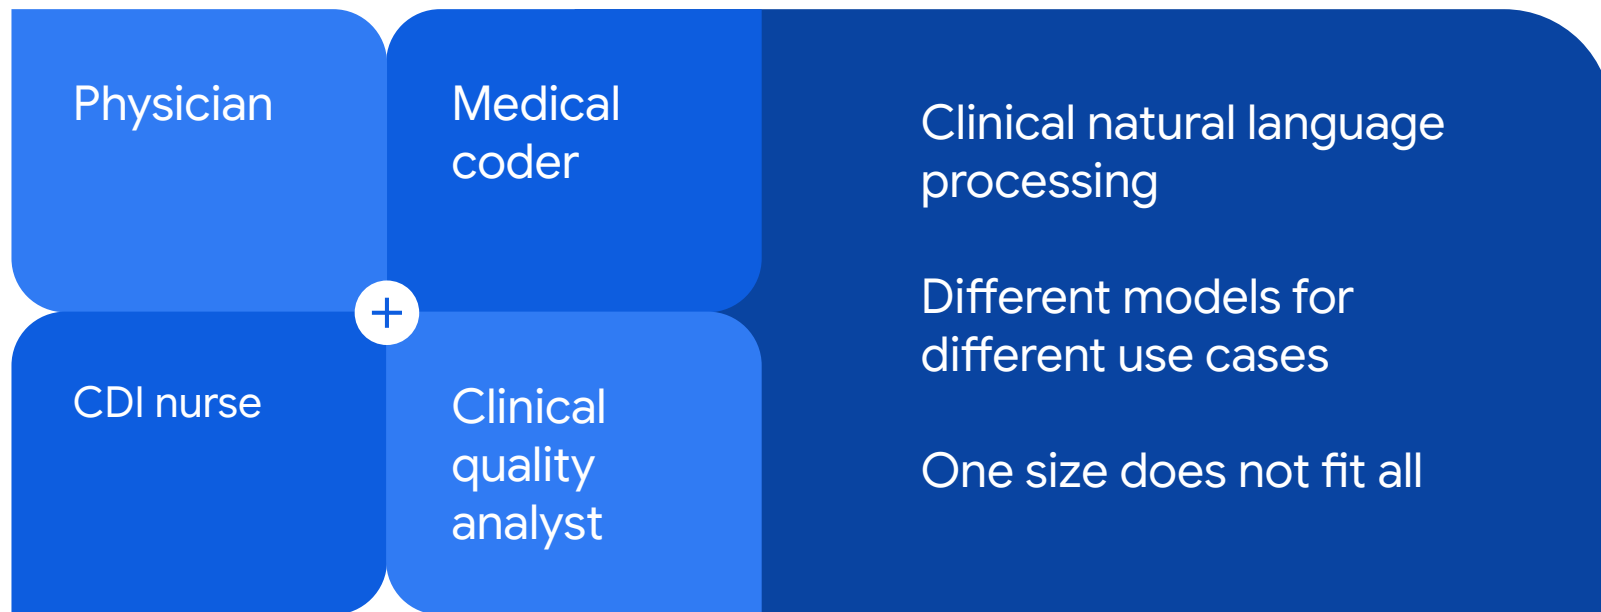 Physician
Medical
coder
CDI nurse
Clinical
quality
analyst
Clinical natural language
processing
Different models for
different use cases
One size does not fit all